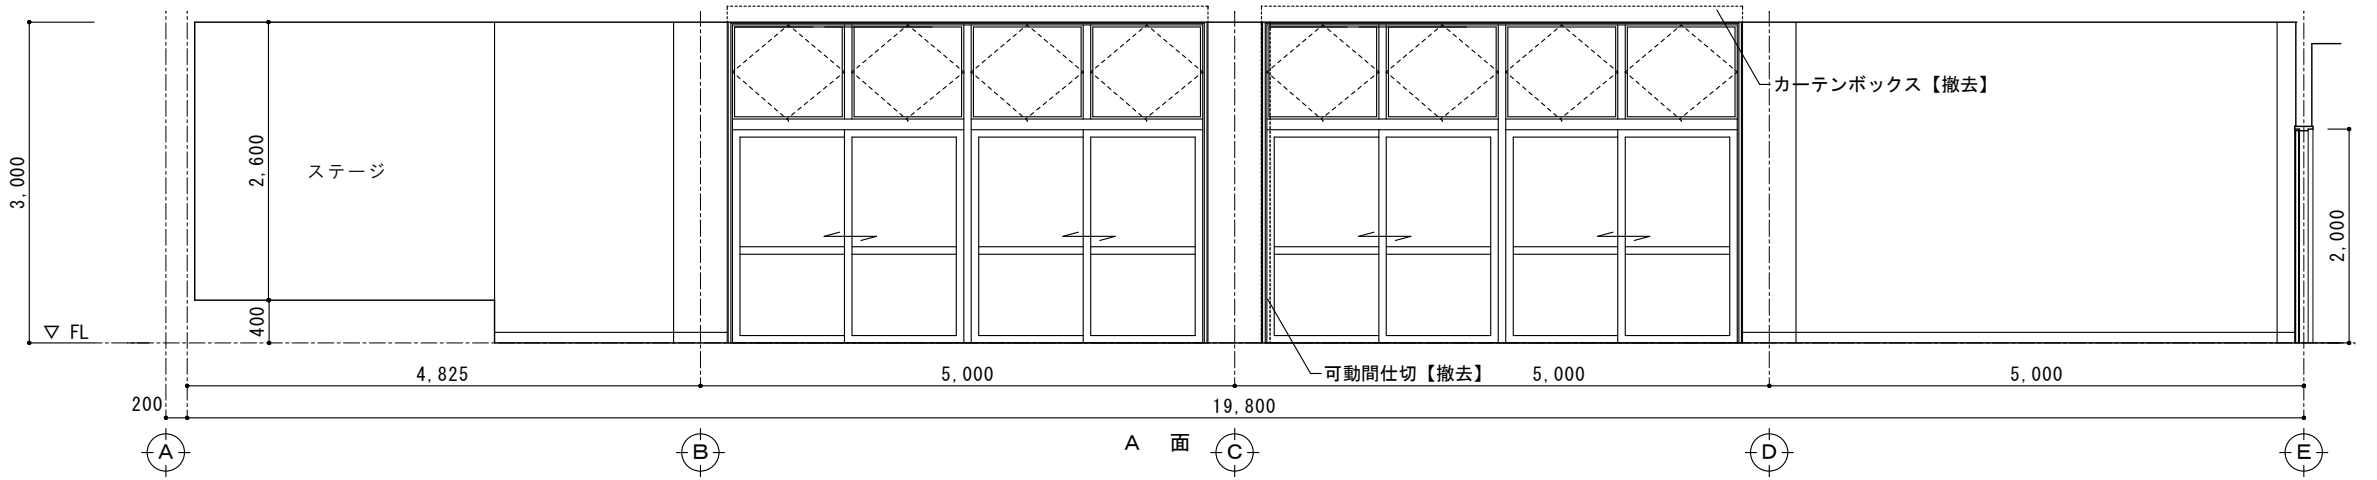 カーテンボックス【撤去】
3,000
2,600
ステージ
2,000
400
▽ FL
4,825
5,000
可動間仕切【撤去】
5,000
5,000
200
19,800
A 面
A
B
C
D
E